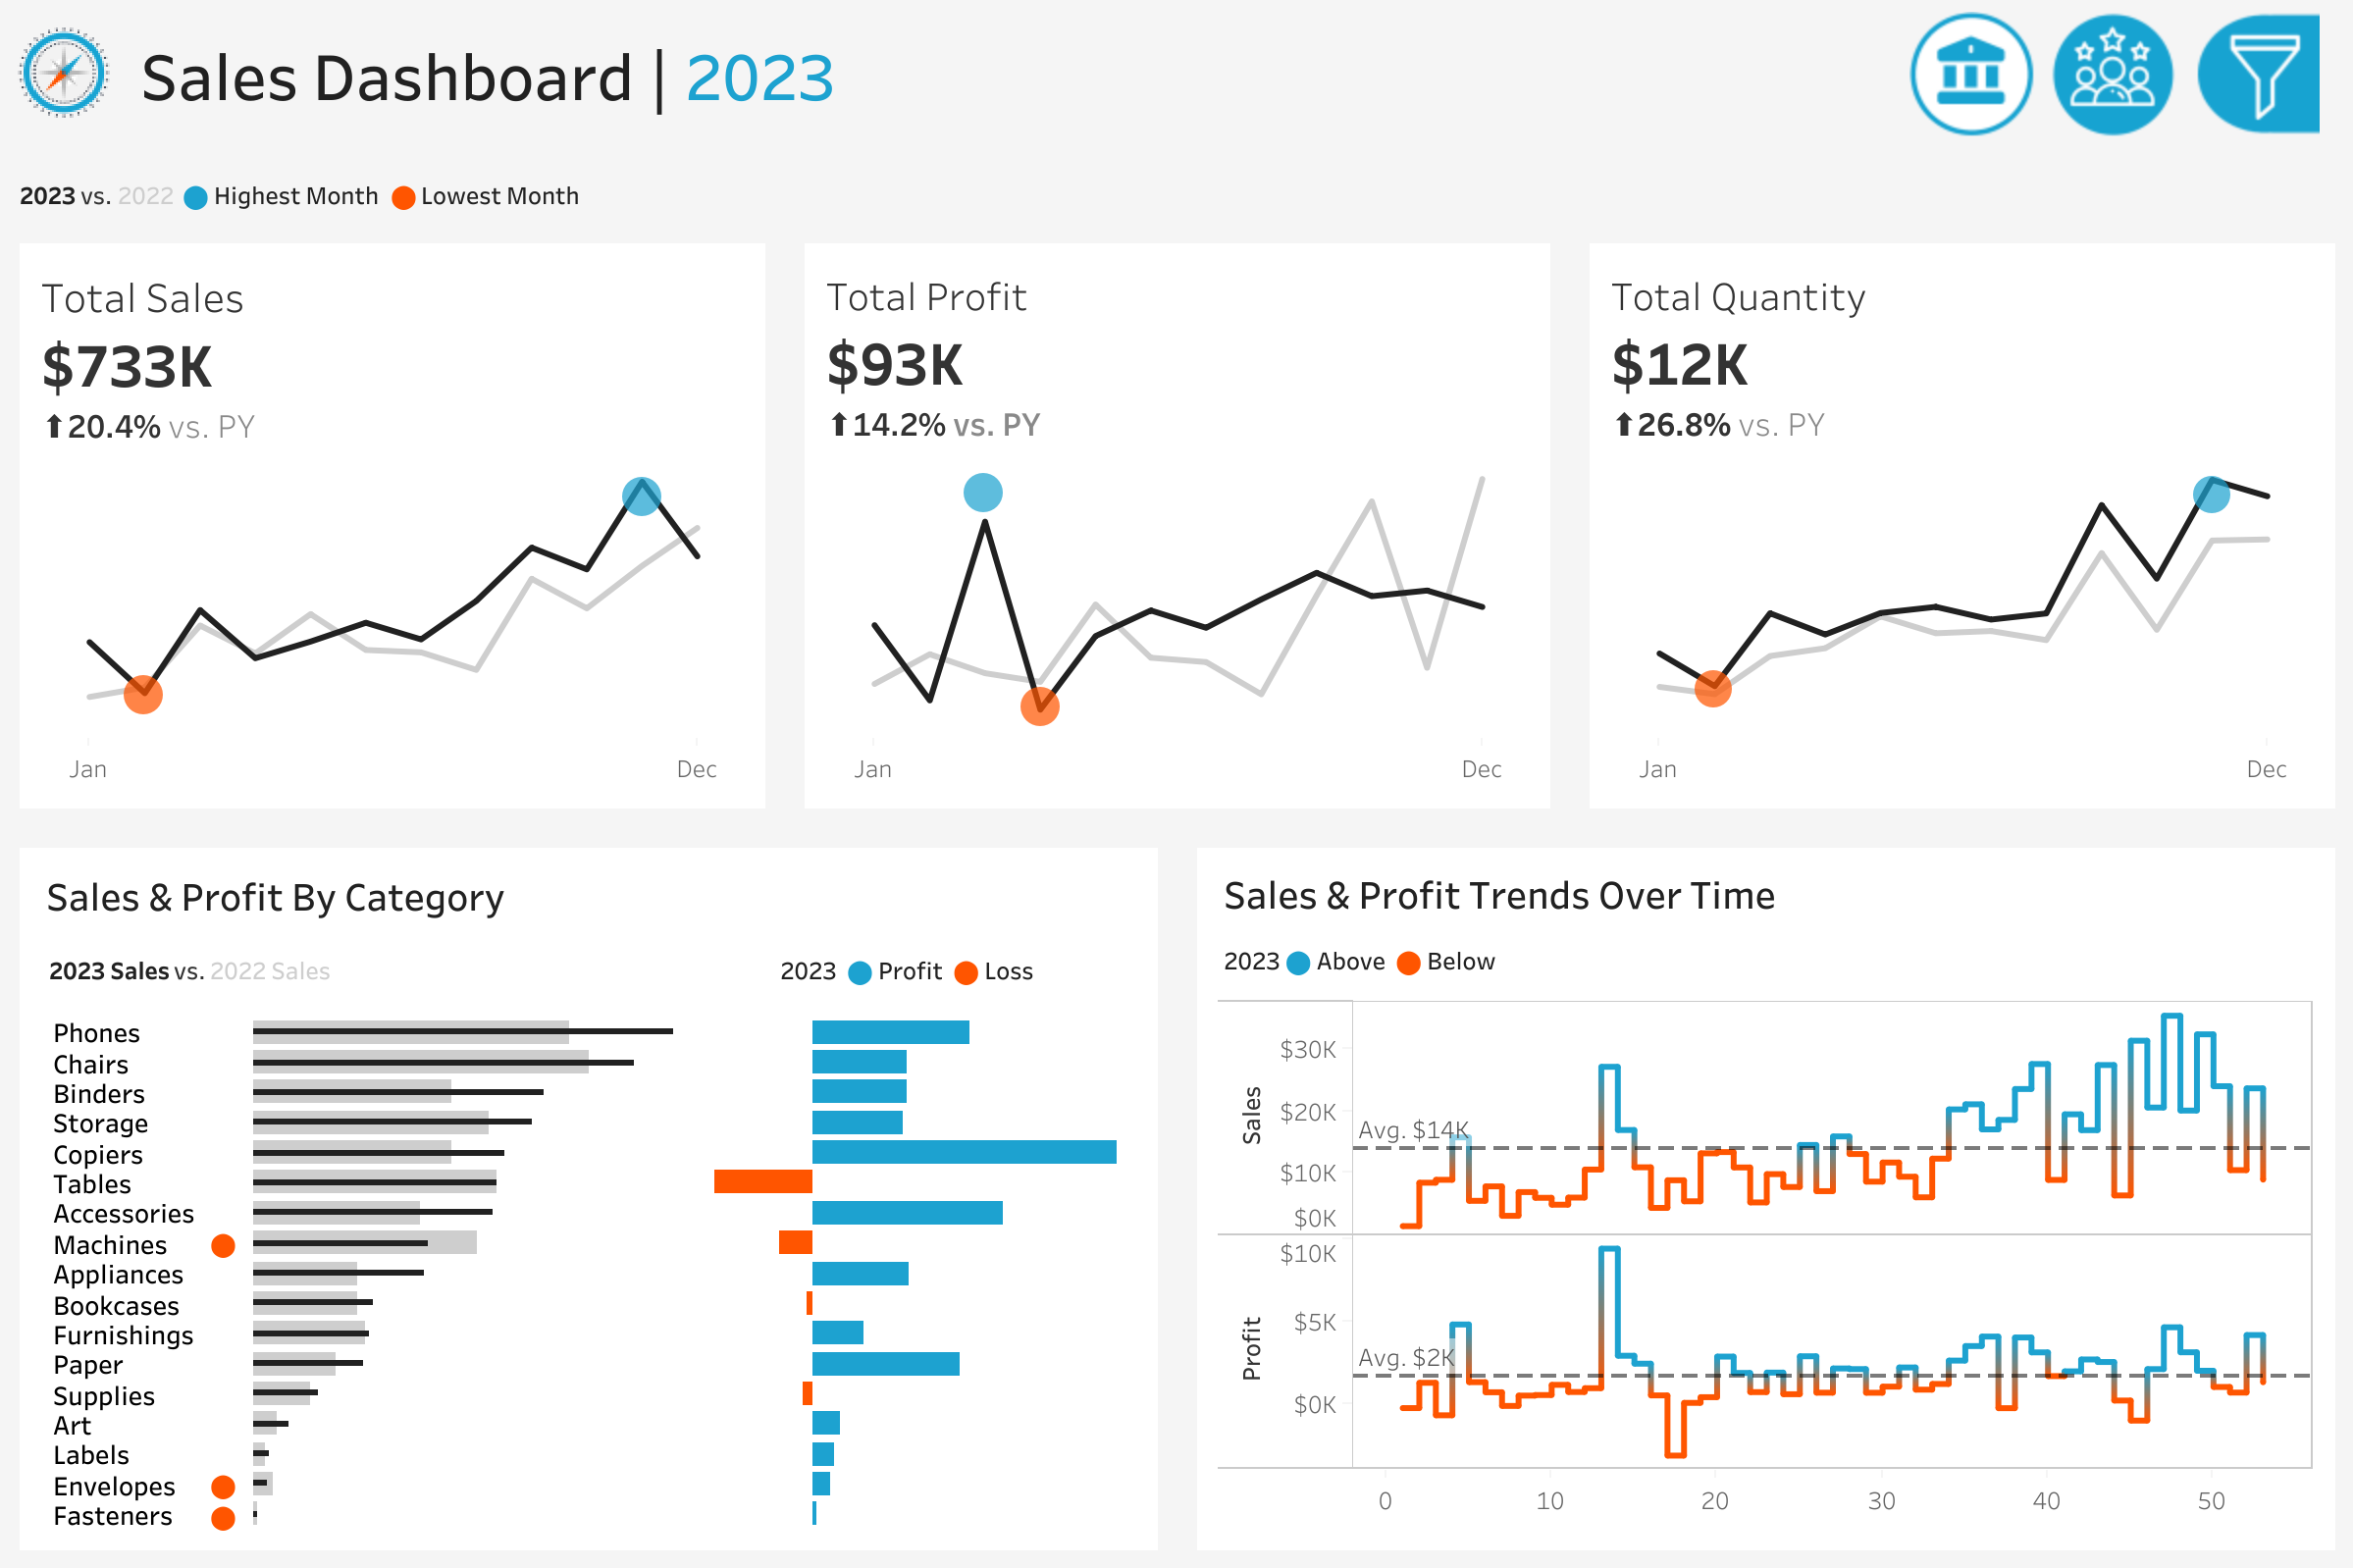 Sales Dashboard | 2023
2023 vs. 2022 Highest Month Lowest Month
Total Sales
$733K
⬆20.4% vs. PY
Jan Dec
Total Profit
$93K
⬆14.2% vs. PY
Jan Dec
Total Quantity
$12K
⬆26.8% vs. PY
Jan Dec
Sales & Profit By Category
2023 Sales vs. 2022 Sales
2023 Profit Loss
Phones
Chairs
Binders
Storage
Copiers
Tables
Accessories
Machines
Appliances
Bookcases
Furnishings
Paper
Supplies
Art
Labels
Envelopes
Fasteners
Sales & Profit Trends Over Time
2023 Above Below
Sales
$30K
$20K
$10K
$0K
Avg. $14K
Profit
$10K
$5K
$0K
Avg. $2K
0 10 20 30 40 50